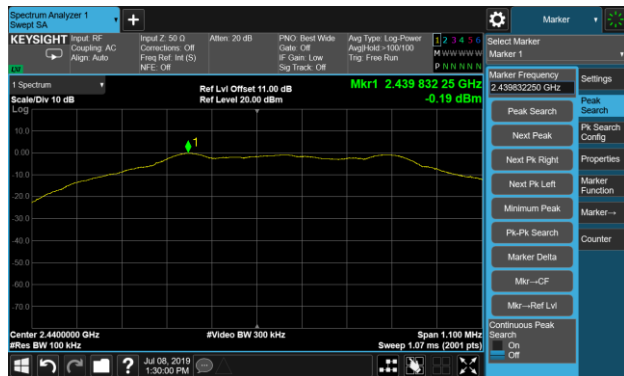 Spectrum Analyzer 1
Swept SA
Marker
KEYSIGHT
Input: RF
Coupling: AC
Align: Auto
Input Z: 50 Ω
Corrections: Off
Freq Ref: Int (S)
NFE: Off
Atten: 20 dB
PNO: Best Wide
Gate: Off
IF Gain: Low
Sig Track: Off
Avg Type: Log-Power
Avg|Hold:>100/100
Trig: Free Run
1 2 3 4 5 6
M W W W W W
P N N N N N
Select Marker
Marker 1
1 Spectrum
Scale/Div 10 dB
Ref Lvl Offset 11.00 dB
Ref Level 20.00 dBm
Mkr1 2.439 832 25 GHz
-0.19 dBm
Log
10.0
0.00
-10.0
-20.0
-30.0
-40.0
-50.0
-60.0
-70.0
1
Center 2.4400000 GHz
#Res BW 100 kHz
#Video BW 300 kHz
Span 1.100 MHz
Sweep 1.07 ms (2001 pts)
Marker Frequency
2.439832250 GHz
Peak Search
Next Peak
Next Pk Right
Next Pk Left
Minimum Peak
Pk-Pk Search
Marker Delta
Mkr→CF
Mkr→Ref Lvl
Continuous Peak
Search
On
Off
Settings
Peak
Search
Pk Search
Config
Properties
Marker
Function
Marker→
Counter
?
Jul 08, 2019
1:30:00 PM